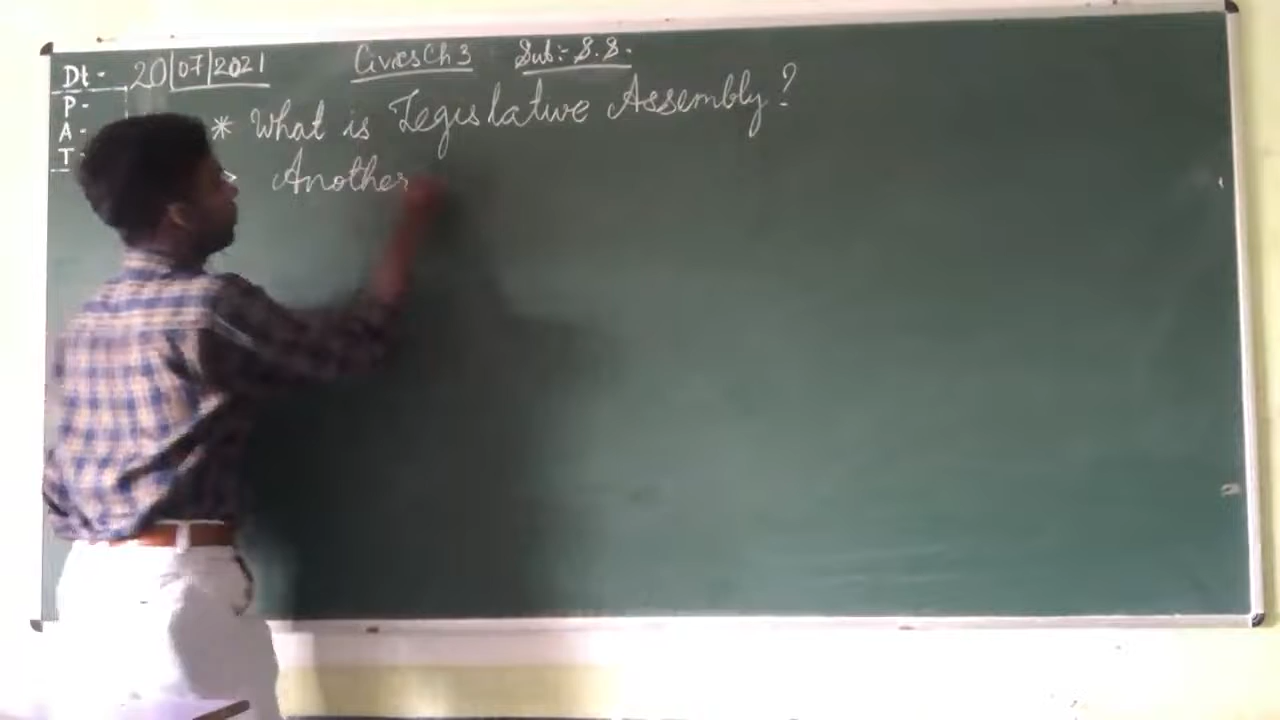 Dt - 20/07/2021 Civics Ch 3 Sub:- S.S.
P -
A -
T -
* What is Legislative Assembly?
> Another